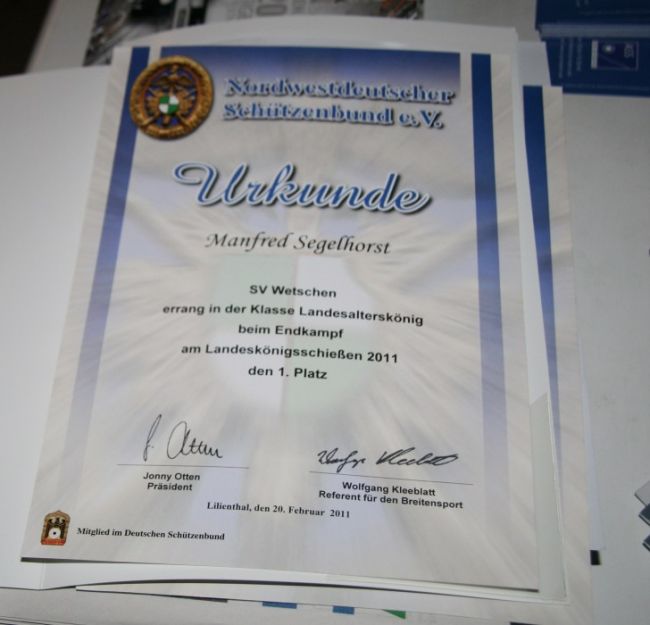 Nordwestdeutscher
Schützenbund e.V.
Urkunde
Manfred Segelhorst
SV Wetschen
errang in der Klasse Landesalterskönig
beim Endkampf
am Landeskönigsschießen 2011
den 1. Platz
Jonny Otten
Präsident
Wolfgang Kleeblatt
Referent für den Breitensport
Lilienthal, den 20. Februar 2011
Mitglied im Deutschen Schützenbund